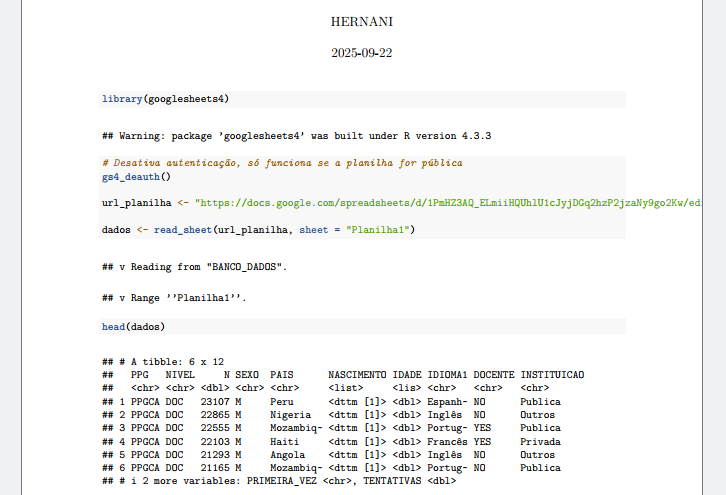 HERNANI
2025-09-22
library(googlesheets4)
## Warning: package 'googlesheets4' was built under R version 4.3.3
# Desativa autenticação, só funciona se a planilha for pública
gs4_deauth()
url_planilha <- "https://docs.google.com/spreadsheets/d/1PmHZ3AQ_ELmiiHQUhlU1cJyjDGq2hzP2jzaNy9go2Kw/ed
dados <- read_sheet(url_planilha, sheet = "Planilha1")
## v Reading from "BANCO_DADOS".
## v Range ''Planilha1''.
head(dados)
## # A tibble: 6 x 12
## PPG NIVEL N SEXO PAIS NASCIMENTO IDADE IDIOMA1 DOCENTE INSTITUICAO
## <chr> <chr> <dbl> <chr> <chr> <list> <lis> <chr> <chr> <chr>
## 1 PPGCA DOC 23107 M Peru <dttm [1]> <dbl> Espanh~ NO Publica
## 2 PPGCA DOC 22865 M Nigeria <dttm [1]> <dbl> Inglês NO Outros
## 3 PPGCA DOC 22555 M Mozambiq~ <dttm [1]> <dbl> Portug~ YES Publica
## 4 PPGCA DOC 22103 M Haiti <dttm [1]> <dbl> Francês YES Privada
## 5 PPGCA DOC 21293 M Angola <dttm [1]> <dbl> Inglês NO Outros
## 6 PPGCA DOC 21165 M Mozambiq~ <dttm [1]> <dbl> Portug~ NO Publica
## # i 2 more variables: PRIMEIRA_VEZ <chr>, TENTATIVAS <dbl>